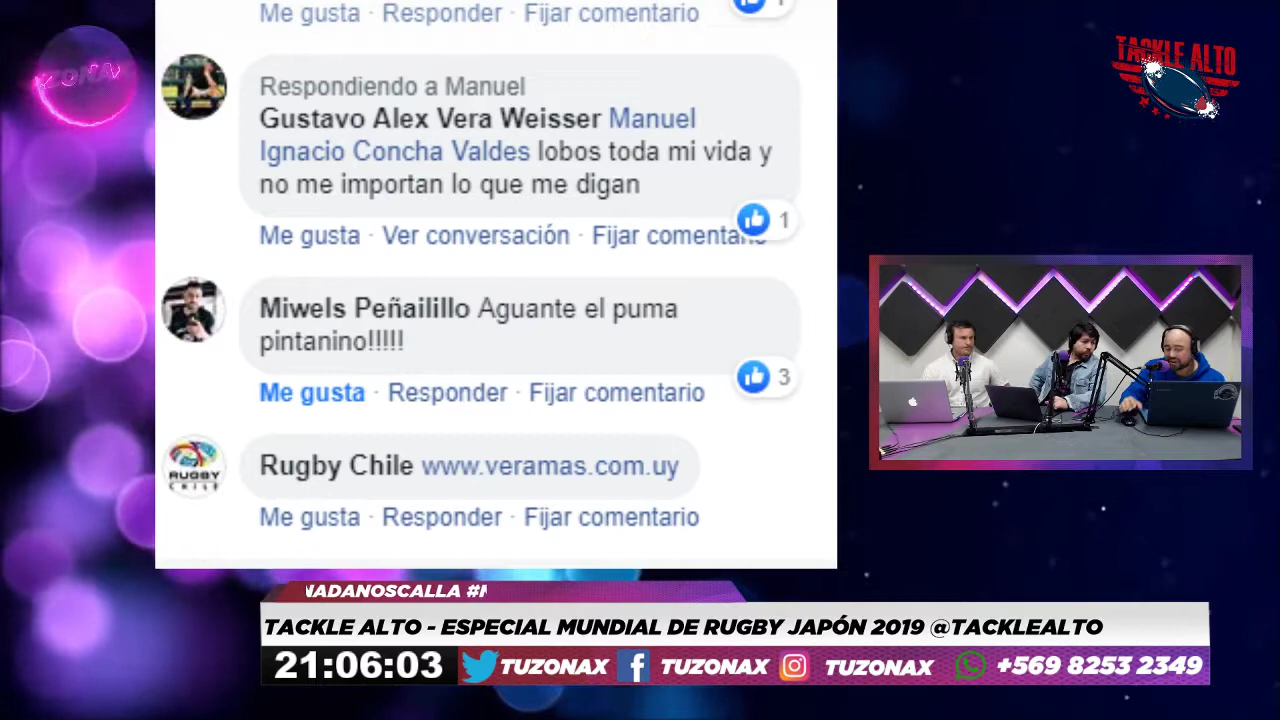 Me gusta · Responder · Fijar comentario
1
ZONA
TACKLE ALTO
Respondiendo a Manuel
Gustavo Alex Vera Weisser Manuel
Ignacio Concha Valdes lobos toda mi vida y
no me importan lo que me digan
1
Me gusta · Ver conversación · Fijar comentario
Miwels Peñailillo Aguante el puma
pintanino!!!!!
3
Me gusta · Responder · Fijar comentario
RUGBY
CHILE
Rugby Chile www.veramas.com.uy
Me gusta · Responder · Fijar comentario
NADANOSCALLA #N
TACKLE ALTO - ESPECIAL MUNDIAL DE RUGBY JAPÓN 2019 @TACKLEALTO
21:06:03 TUZONAX TUZONAX TUZONAX +569 8253 2349